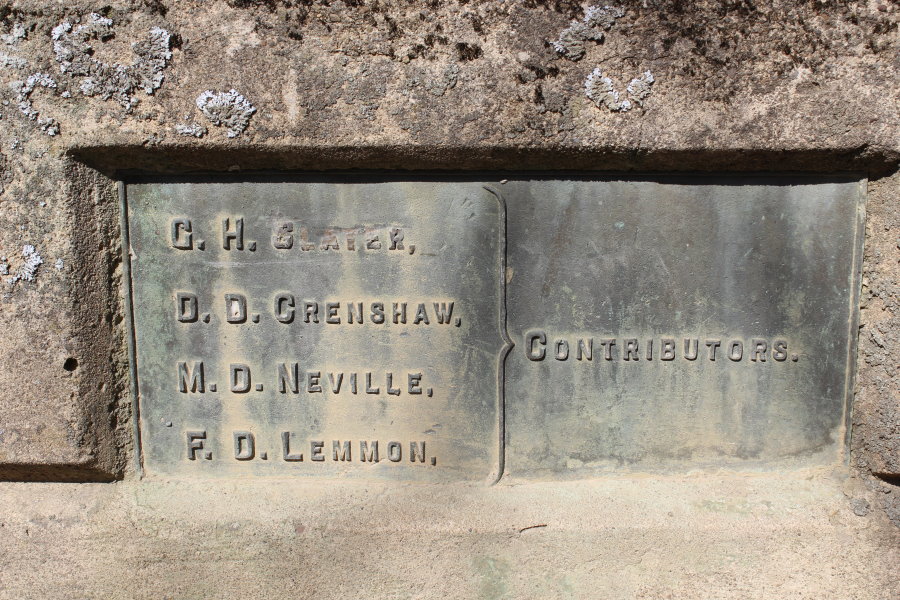 G. H. SLATER,
D. D. CRENSHAW,
M. D. NEVILLE,
F. D. LEMMON,
CONTRIBUTORS.